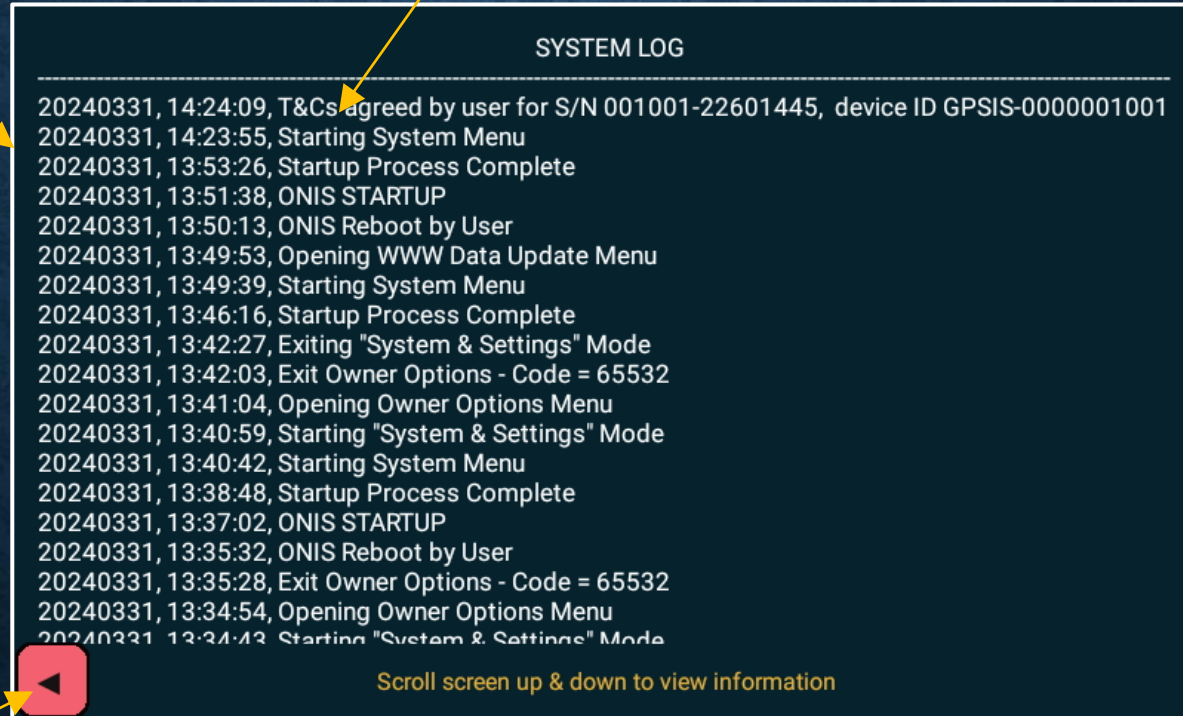 SYSTEM LOG
20240331, 14:24:09, T&Cs agreed by user for S/N 001001-22601445,  device ID GPSIS-0000001001
20240331, 14:23:55, Starting System Menu
20240331, 13:53:26, Startup Process Complete
20240331, 13:51:38, ONIS STARTUP
20240331, 13:50:13, ONIS Reboot by User
20240331, 13:49:53, Opening WWW Data Update Menu
20240331, 13:49:39, Starting System Menu
20240331, 13:46:16, Startup Process Complete
20240331, 13:42:27, Exiting "System & Settings" Mode
20240331, 13:42:03, Exit Owner Options - Code = 65532
20240331, 13:41:04, Opening Owner Options Menu
20240331, 13:40:59, Starting "System & Settings" Mode
20240331, 13:40:42, Starting System Menu
20240331, 13:38:48, Startup Process Complete
20240331, 13:37:02, ONIS STARTUP
20240331, 13:35:32, ONIS Reboot by User
20240331, 13:35:28, Exit Owner Options - Code = 65532
20240331, 13:34:54, Opening Owner Options Menu
20240331, 13:34:43, Starting "System & Settings" Mode
Scroll screen up & down to view information